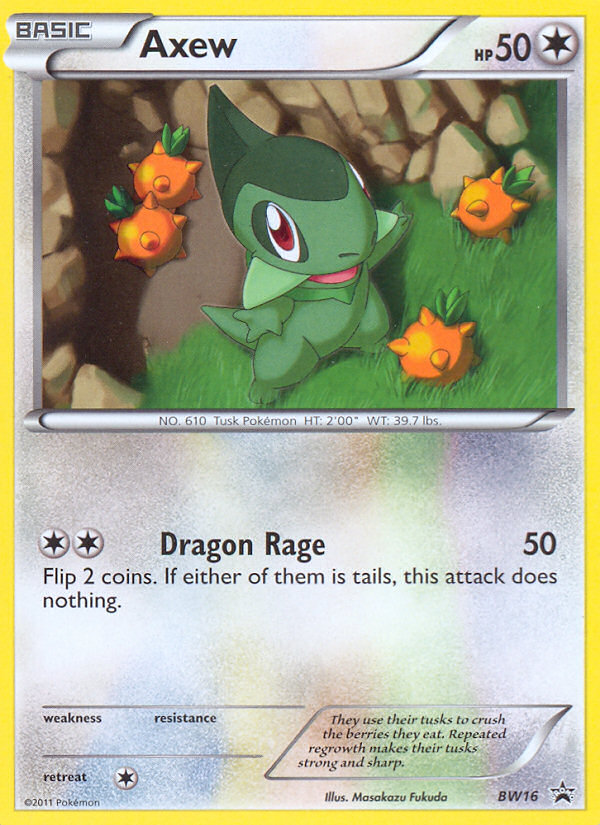 BASIC
Axew
HP50
NO. 610 Tusk Pokémon HT: 2'00" WT: 39.7 lbs.
Dragon Rage 50
Flip 2 coins. If either of them is tails, this attack does
nothing.
weakness resistance
They use their tusks to crush
the berries they eat. Repeated
regrowth makes their tusks
strong and sharp.
retreat
©2011 Pokémon
Illus. Masakazu Fukuda
BW16